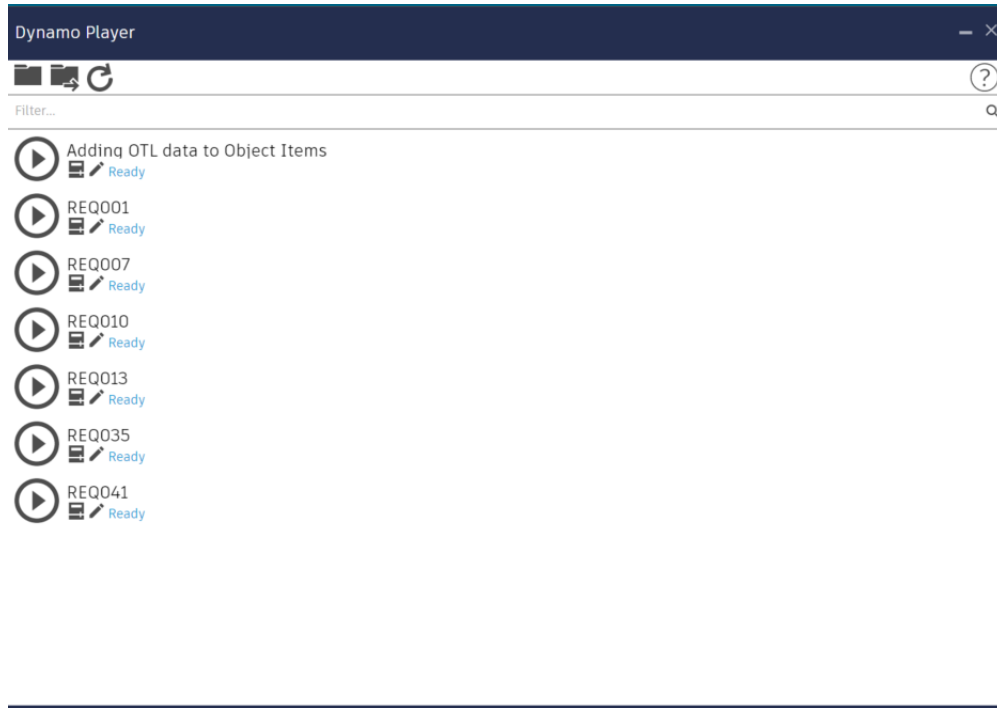 Dynamo Player
?
Filter...
Adding OTL data to Object Items
Ready
REQ001
Ready
REQ007
Ready
REQ010
Ready
REQ013
Ready
REQ035
Ready
REQ041
Ready